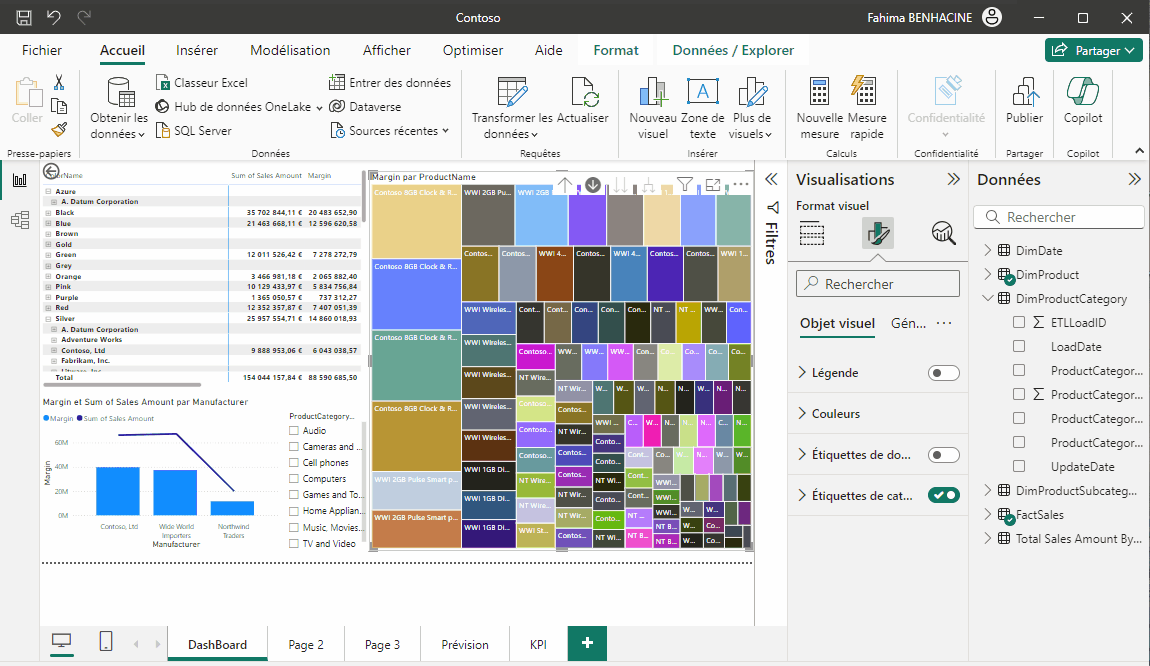 Contoso
Fahima BENHACINE
Fichier
Accueil
Insérer
Modélisation
Afficher
Optimiser
Aide
Format
Données / Explorer
Partager
Coller
Presse-papiers
Obtenir les données
Classeur Excel
Hub de données OneLake
SQL Server
Entrer des données
Dataverse
Sources récentes
Données
Transformer les données
Actualiser
Requêtes
Nouveau visuel
Zone de texte
Plus de visuels
Insérer
Nouvelle mesure
Mesure rapide
Calculs
Confidentialité
Confidentialité
Publier
Partager
Copilot
Copilot
Sum of Sales Amount Margin
Azure
A. Datum Corporation
Black 35 702 844,11 € 20 483 652,90
Blue 21 463 668,11 € 12 596 620,58
Brown
Gold
Green 12 011 526,42 € 7 278 272,79
Grey
Orange 3 466 981,18 € 2 065 882,40
Pink 10 129 433,97 € 5 834 756,84
Purple 1 365 050,57 € 737 312,27
Red 12 352 357,87 € 7 407 051,39
Silver 25 957 554,71 € 14 860 018,93
A. Datum Corporation
Adventure Works
Contoso, Ltd 9 888 953,06 € 6 043 038,57
Fabrikam, Inc.
Total 154 044 157,84 € 88 590 685,50
Margin et Sum of Sales Amount par Manufacturer
Margin Sum of Sales Amount
60M
40M
20M
0M
Margin
Contoso, Ltd
Wide World Importers
Northwind Traders
Manufacturer
ProductCategory...
Audio
Cameras and ...
Cell phones
Computers
Games and To...
Home Applian...
Music, Movies...
TV and Video
Margin par ProductName
Contoso 8GB Clock & R...
Contoso 8GB Clock & R...
Contoso 8GB Clock & R...
Contoso 8GB Clock & R...
WWI 2GB Pulse Smart p...
WWI 2GB Pulse Smart p...
WWI 2GB Pu...
WWI 2GB
Contos...
WWI Wireles...
WWI Wireles...
WWI Wireles...
WWI Wireles...
WWI Wireles...
WWI 1GB Di...
WWI 1GB Di...
WWI 1GB Di...
Contos...
WWI 4...
Contos...
WWI 4...
Contos...
Contos...
WWI 1...
Filtres
Visualisations
Format visuel
Rechercher
Objet visuel
Gén...
Légende
Couleurs
Étiquettes de do...
Étiquettes de cat...
Données
Rechercher
DimDate
DimProduct
DimProductCategory
ETLLoadID
LoadDate
ProductCategor...
ProductCategor...
ProductCategor...
ProductCategor...
UpdateDate
DimProductSubcateg...
FactSales
Total Sales Amount By...
DashBoard
Page 2
Page 3
Prévision
KPI